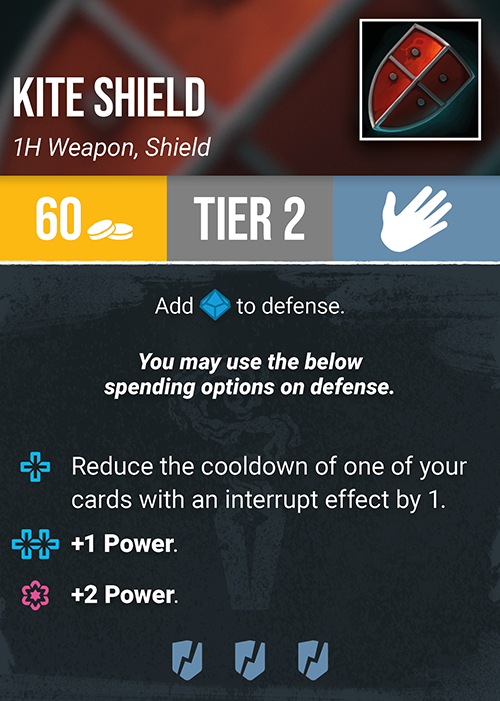 KITE SHIELD
1H Weapon, Shield
60 TIER 2
Add to defense.
You may use the below
spending options on defense.
Reduce the cooldown of one of your
cards with an interrupt effect by 1.
+1 Power.
+2 Power.